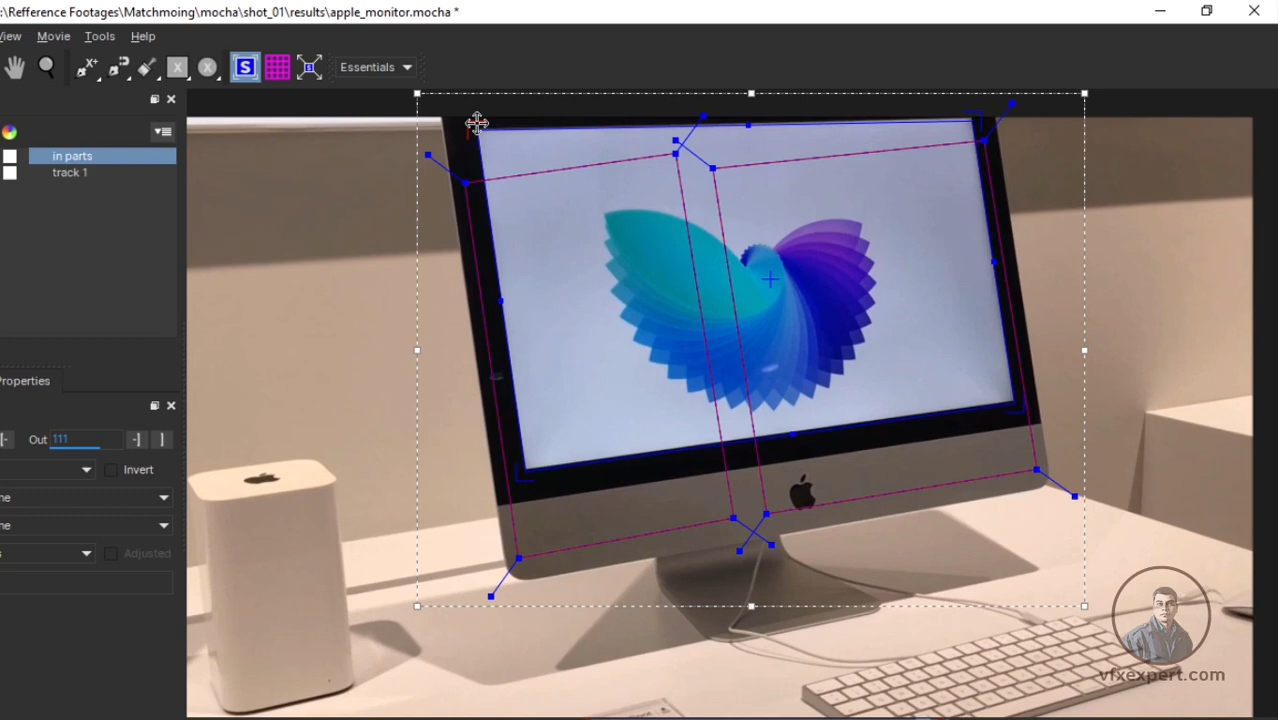 :\Refference Footages\Matchmoing\mocha\shot_01\results\apple_monitor.mocha *
View Movie Tools Help
S Essentials
in parts
track 1
Properties
Out 111
Invert
Adjusted
vfxexpert.com